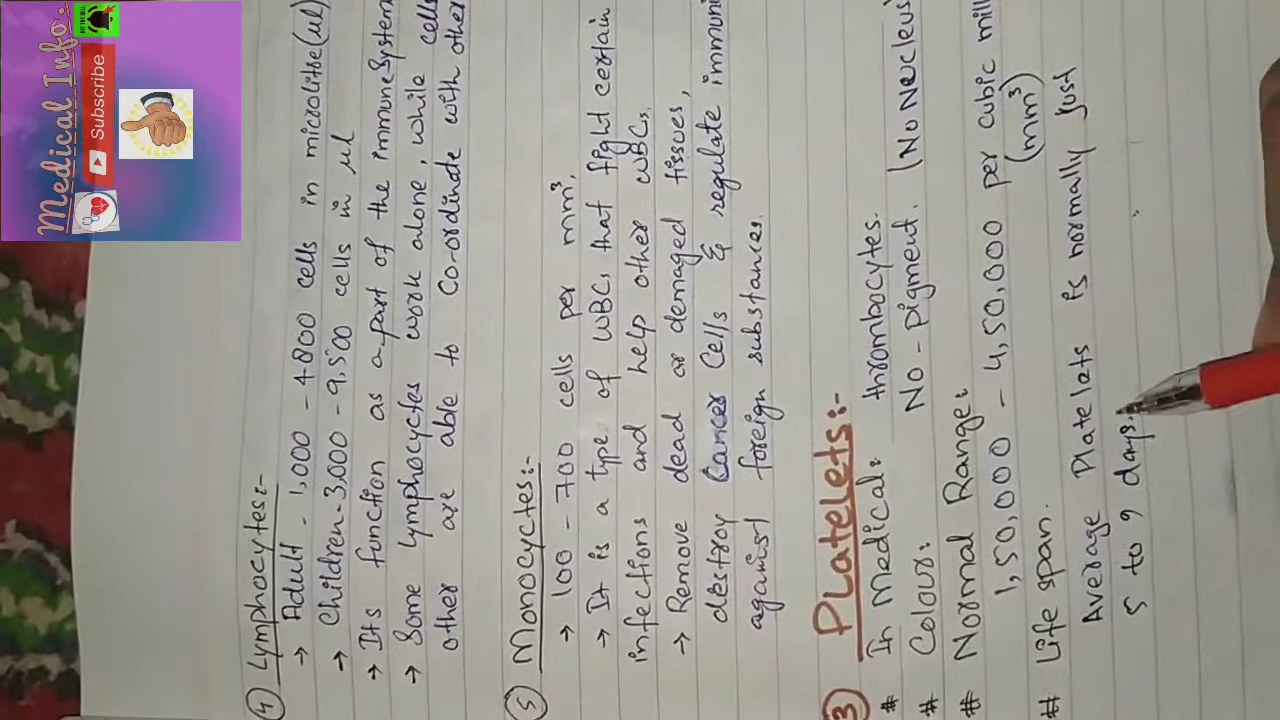 Medical Info.
Subscribe
④ Lymphocytes:-
→ Adult - 1,000 - 4800 cells in microlitre(ul)
→ Children - 3,000 - 9,500 cells in ul
→ Its function as a part of the immune System
→ Some lymphocytes work alone, while cells
other are able to Co-ordinate with other
⑤ Monocyctes:-
→ 100 - 700 cells per mm³.
→ It is a type of WBCs that fight certain
infections and help other WBCs.
→ Remove dead or damaged tissues,
destroy Cancer Cells & regulate immuni
against foreign substances.
③ Platelets:-
# In Medical: thrombocytes.
# Colour: No - pigment. (No Nucleus
# Normal Range:
1,50,000 - 4,50,000 per cubic mill
(mm³)
# Life span.
Average Platelets is normally Just
5 to 9 days.